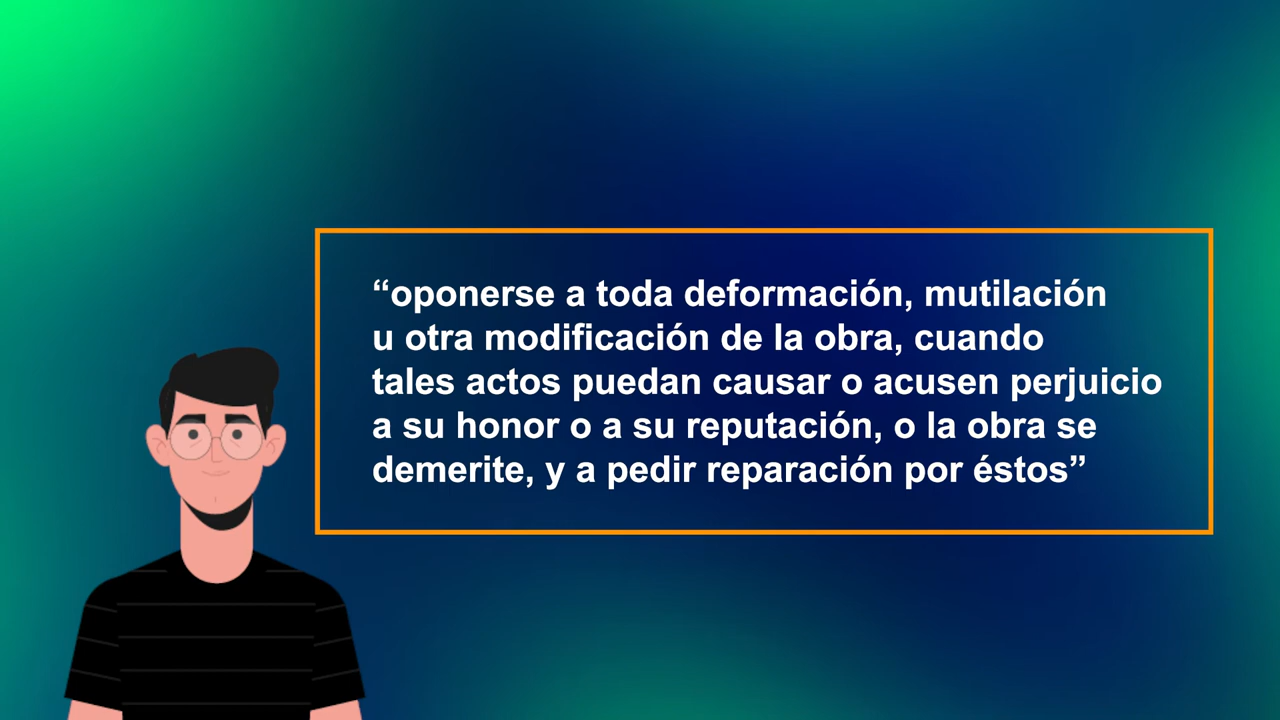 “oponerse a toda deformación, mutilación
u otra modificación de la obra, cuando
tales actos puedan causar o acusen perjuicio
a su honor o a su reputación, o la obra se
demerite, y a pedir reparación por éstos”